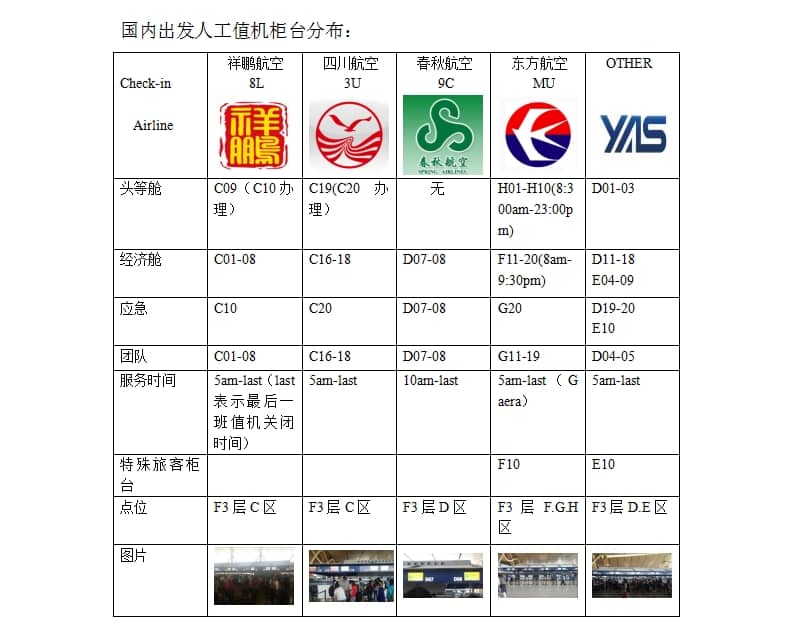 国内出发人工值机柜台分布：
Check-in
Airline
祥鹏航空
8L
祥鹏
四川航空
3U
春秋航空
9C
春秋航空
SPRING AIRLINES
东方航空
MU
OTHER
YAS
头等舱
C09（C10 办
理）
C19(C20 办
理）
无
H01-H10(8:3
00am-23:00p
m)
D01-03
经济舱
C01-08
C16-18
D07-08
F11-20(8am-
9:30pm)
D11-18
E04-09
应急
C10
C20
D07-08
G20
D19-20
E10
团队
C01-08
C16-18
D07-08
G11-19
D04-05
服务时间
5am-last（last
表示最后一
班值机关闭
时间）
5am-last
10am-last
5am-last（ G
aera）
5am-last
特殊旅客柜
台
F10
E10
点位
F3 层 C 区
F3 层 C 区
F3 层 D 区
F3 层 F.G.H
区
F3 层 D.E 区
图片
D07
D08